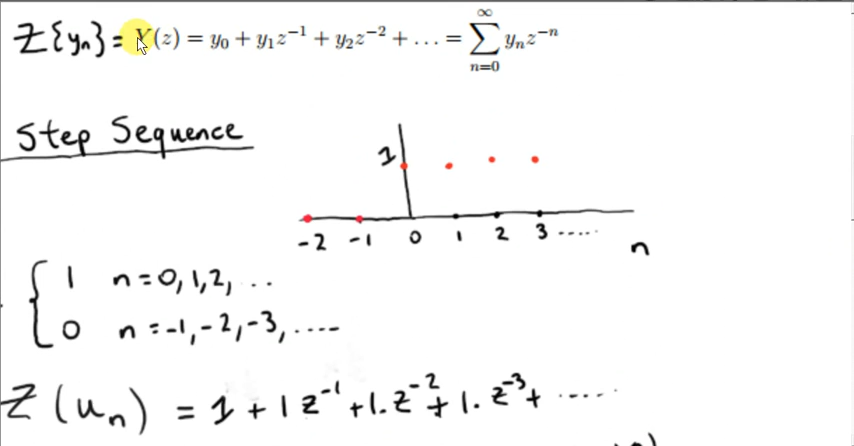 Z{yn} = Y(z) = y₀ + y₁z⁻¹ + y₂z⁻² + … = ∑ₙ₌₀^∞ yₙz⁻ⁿ
Step Sequence
1
-2 -1 0 1 2 3 .....
n
{ 1 n = 0, 1, 2, ...
0 n = -1, -2, -3, ....
Z(uₙ) = 1 + 1z⁻¹ + 1.z⁻² + 1.z⁻³ + .....